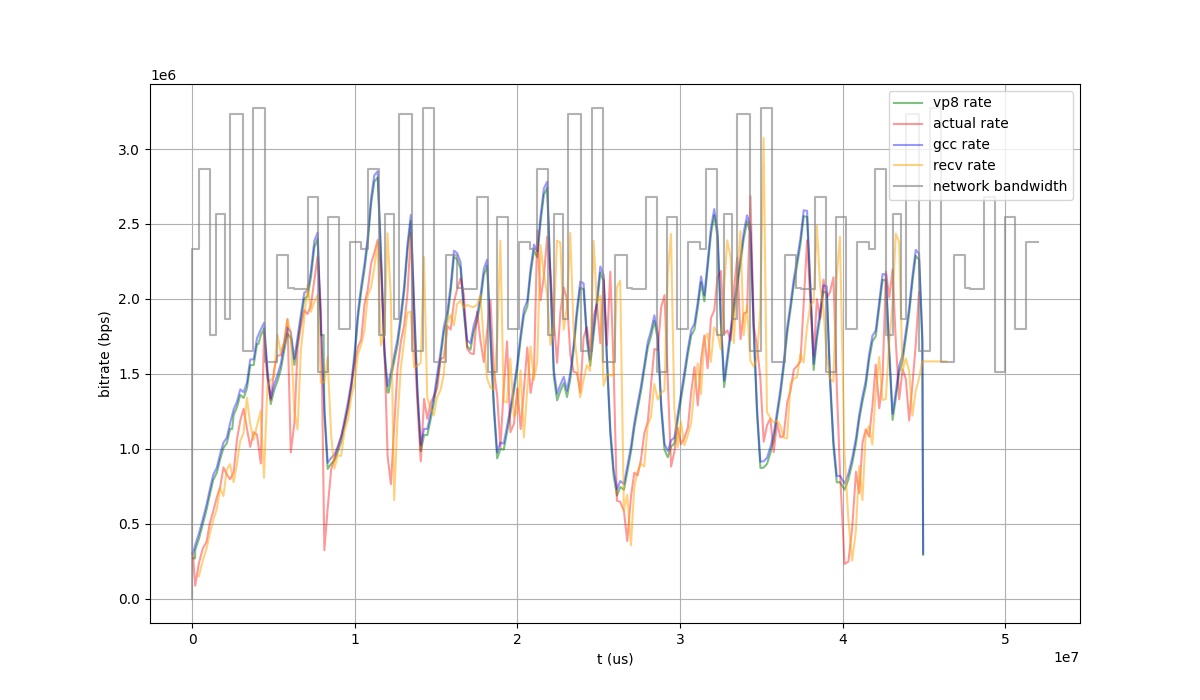 1e6
3.0
2.5
2.0
1.5
1.0
0.5
0.0
bitrate (bps)
vp8 rate
actual rate
gcc rate
recv rate
network bandwidth
0 1 2 3 4 5
t (us)
1e7